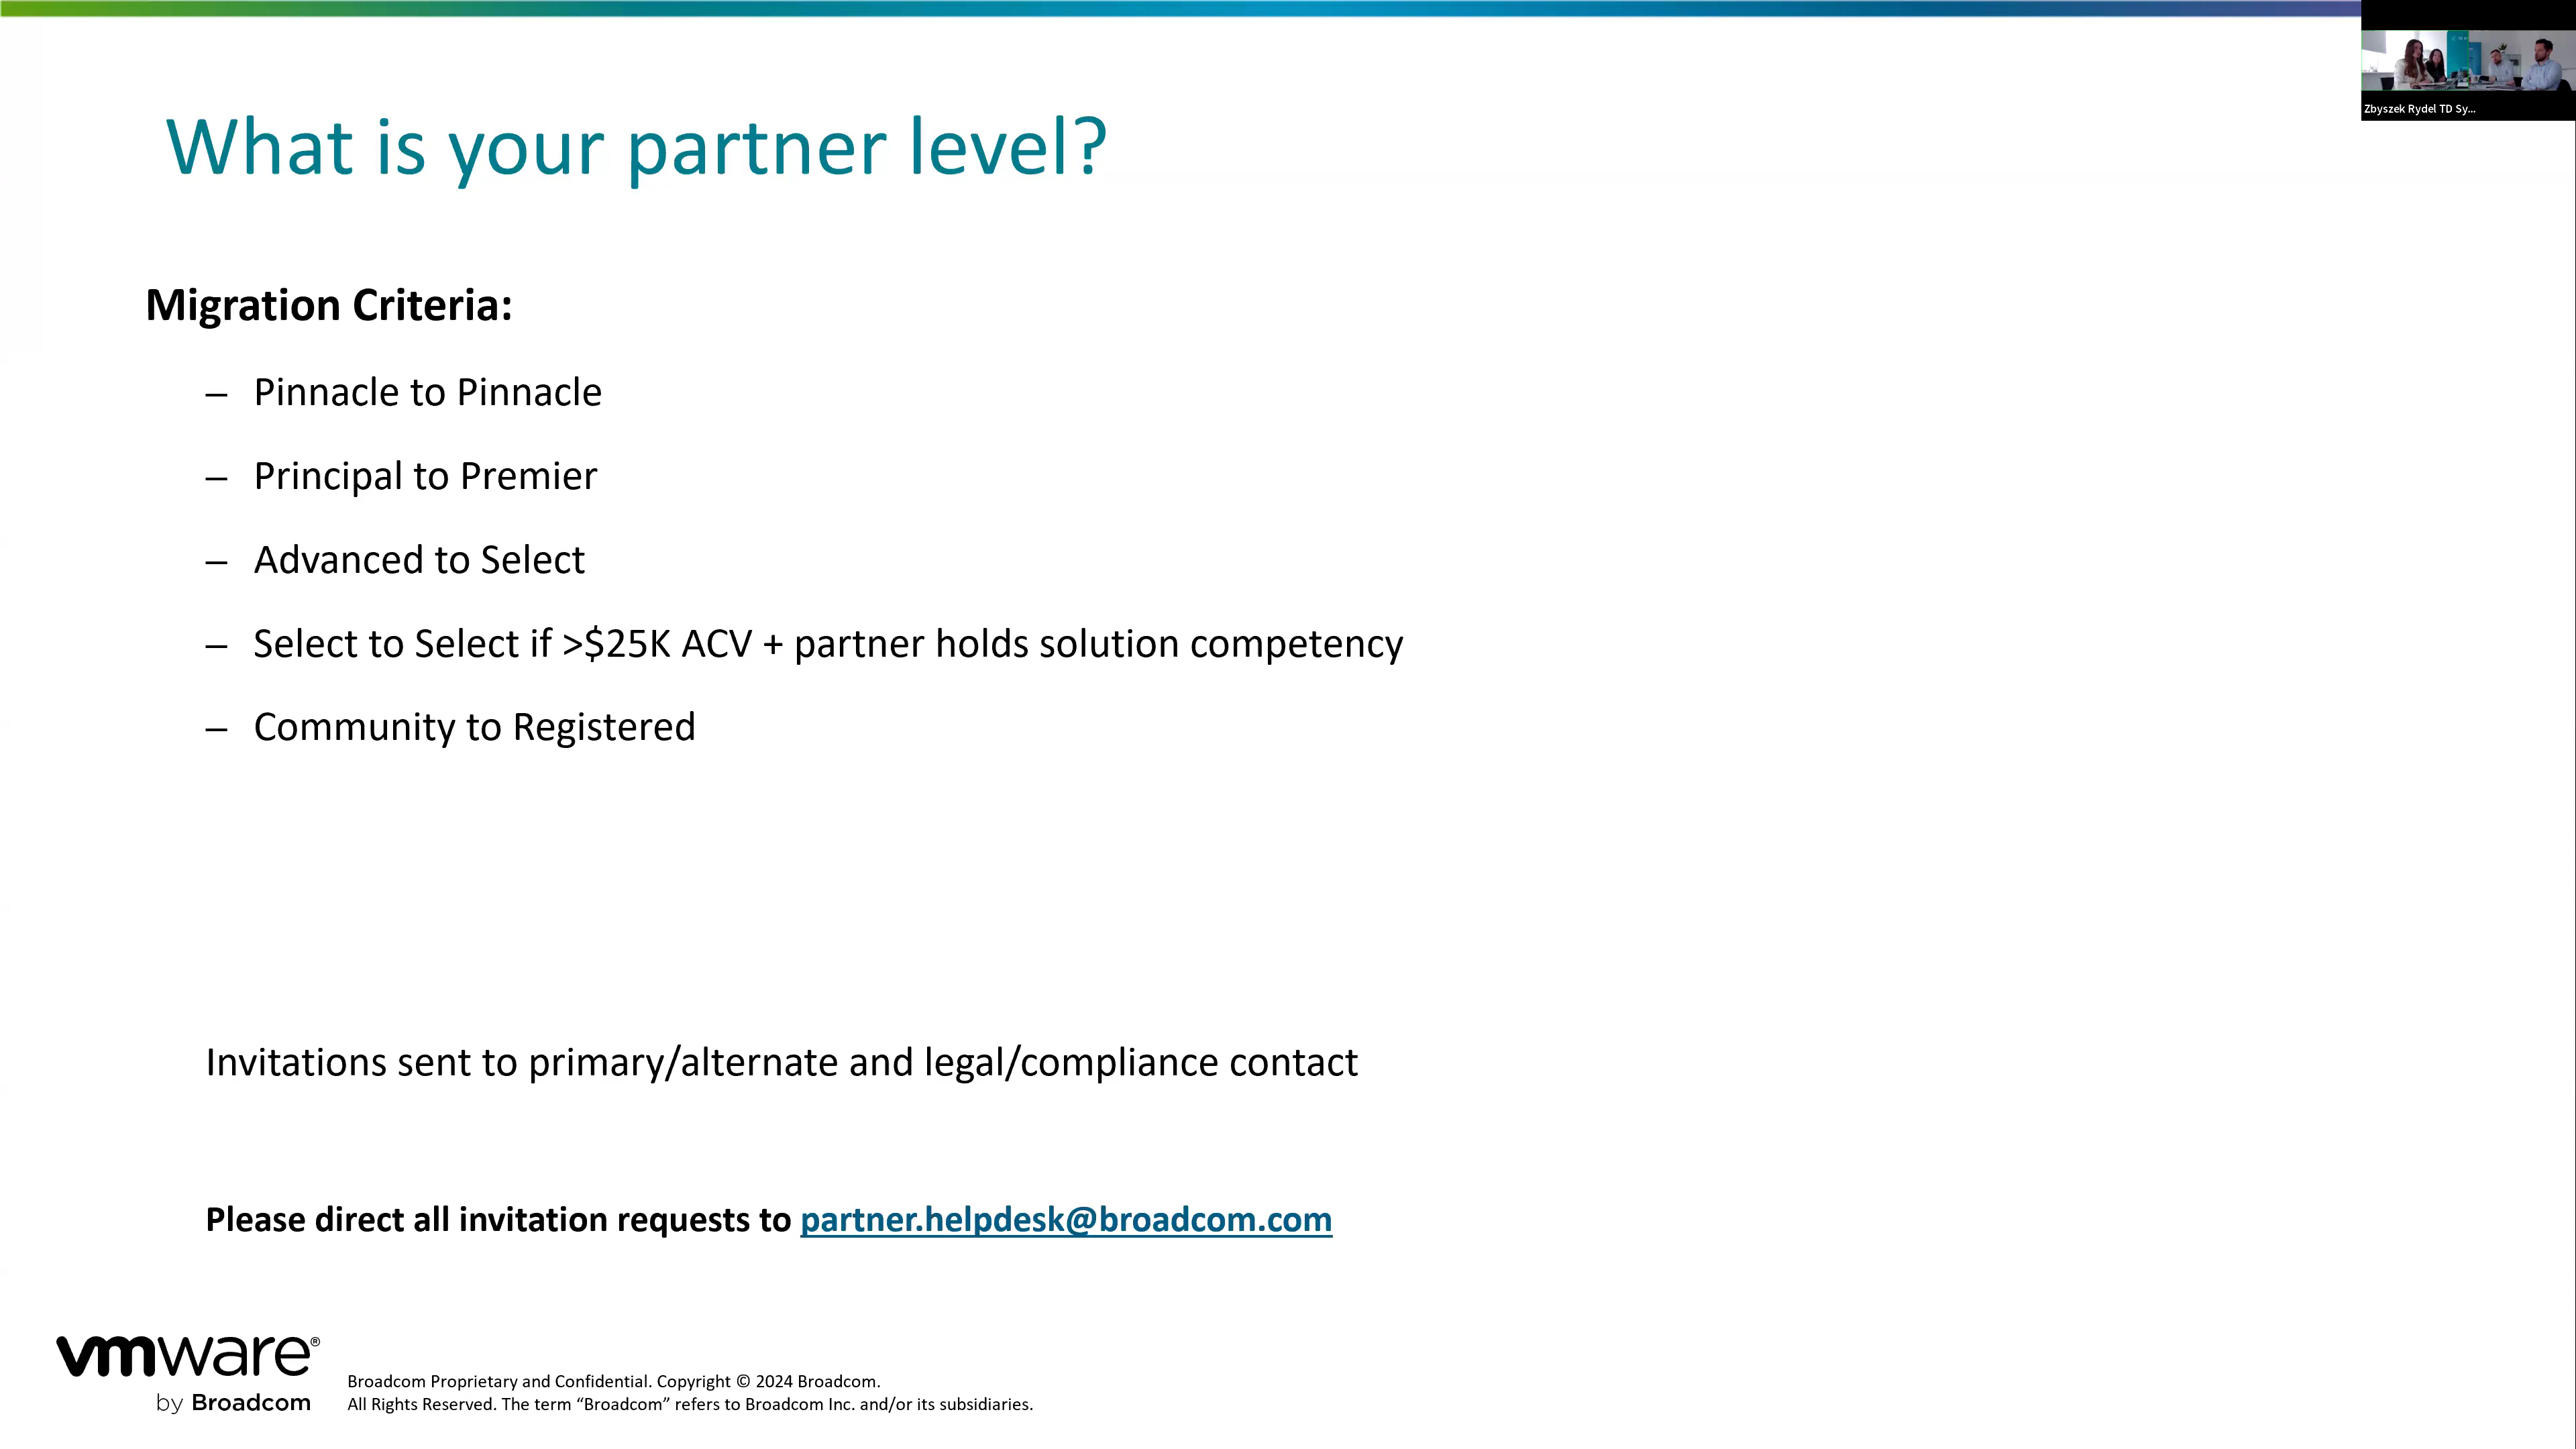 Zbyszek Rydel TD Sy...
What is your partner level?
Migration Criteria:
– Pinnacle to Pinnacle
– Principal to Premier
– Advanced to Select
– Select to Select if >$25K ACV + partner holds solution competency
– Community to Registered
Invitations sent to primary/alternate and legal/compliance contact
Please direct all invitation requests to partner.helpdesk@broadcom.com
vmware®
by Broadcom
Broadcom Proprietary and Confidential. Copyright © 2024 Broadcom.
All Rights Reserved. The term “Broadcom” refers to Broadcom Inc. and/or its subsidiaries.